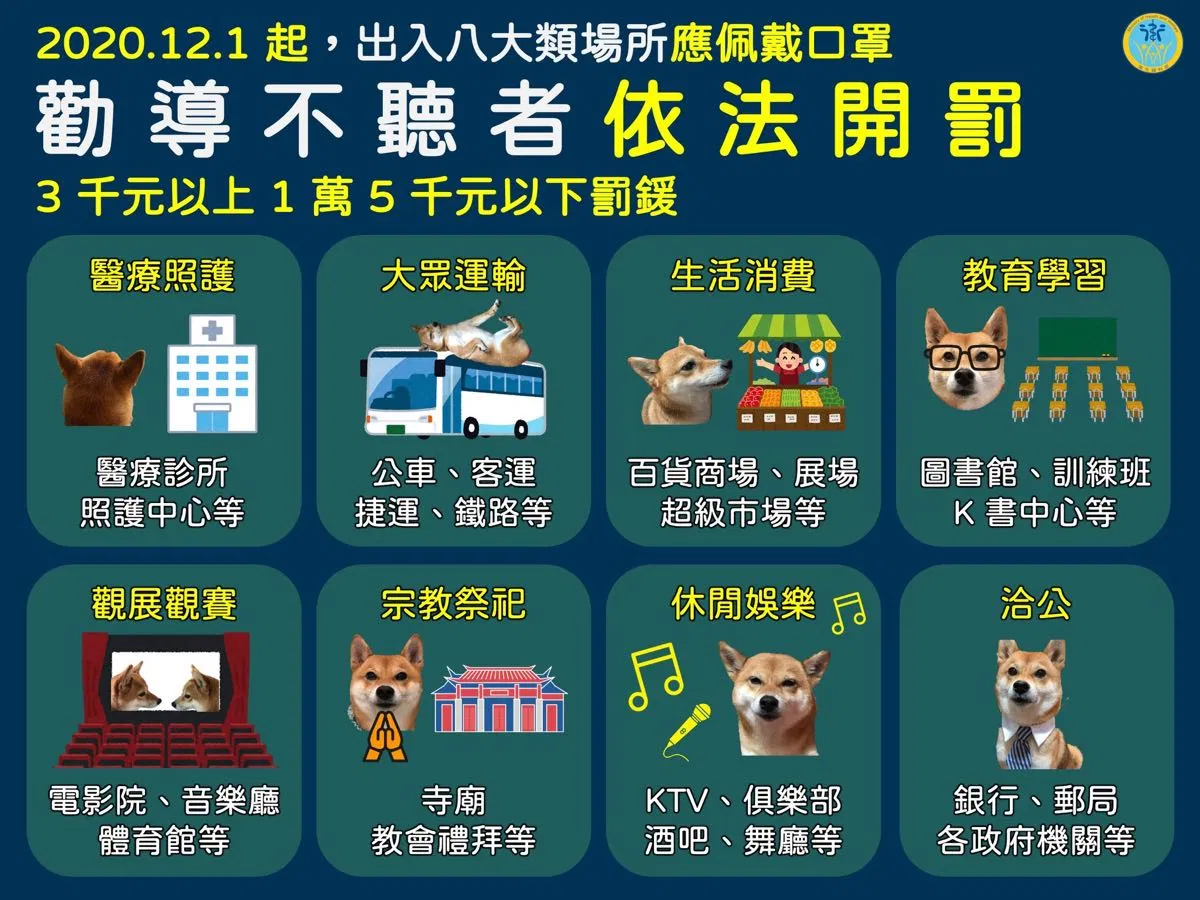 2020.12.1 起，出入八大類場所應佩戴口罩
勸導不聽者依法開罰
3 千元以上 1 萬 5 千元以下罰鍰
醫療照護
醫療診所
照護中心等
大眾運輸
公車、客運
捷運、鐵路等
生活消費
百貨商場、展場
超級市場等
教育學習
圖書館、訓練班
K 書中心等
觀展觀賽
電影院、音樂廳
體育館等
宗教祭祀
寺廟
教會禮拜等
休閒娛樂
KTV、俱樂部
酒吧、舞廳等
洽公
銀行、郵局
各政府機關等